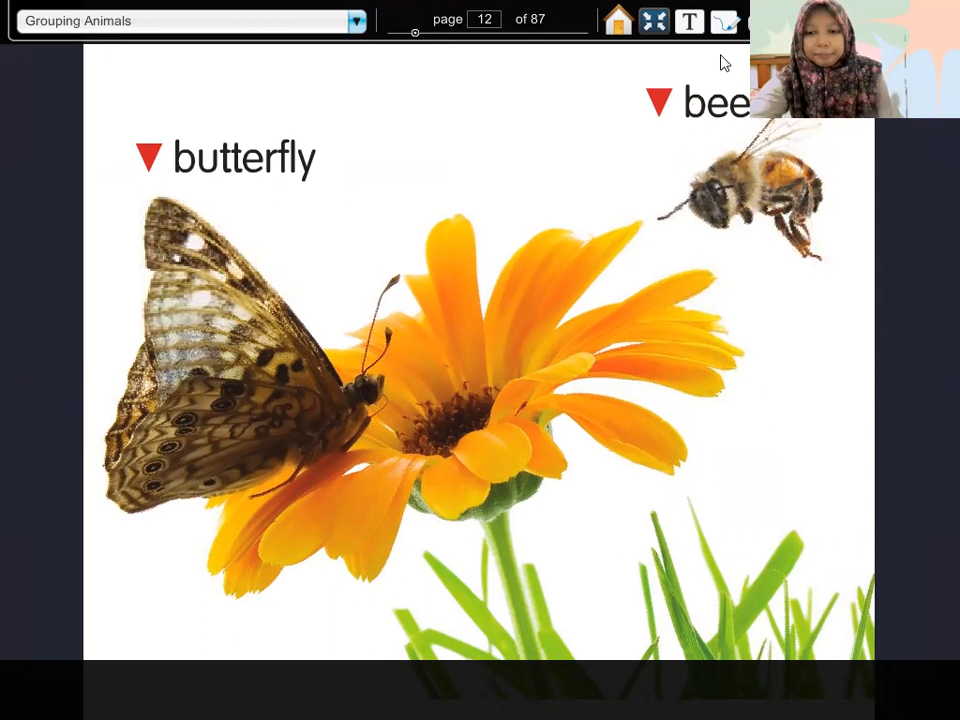 Grouping Animals
page 12 of 87
T
bee
butterfly